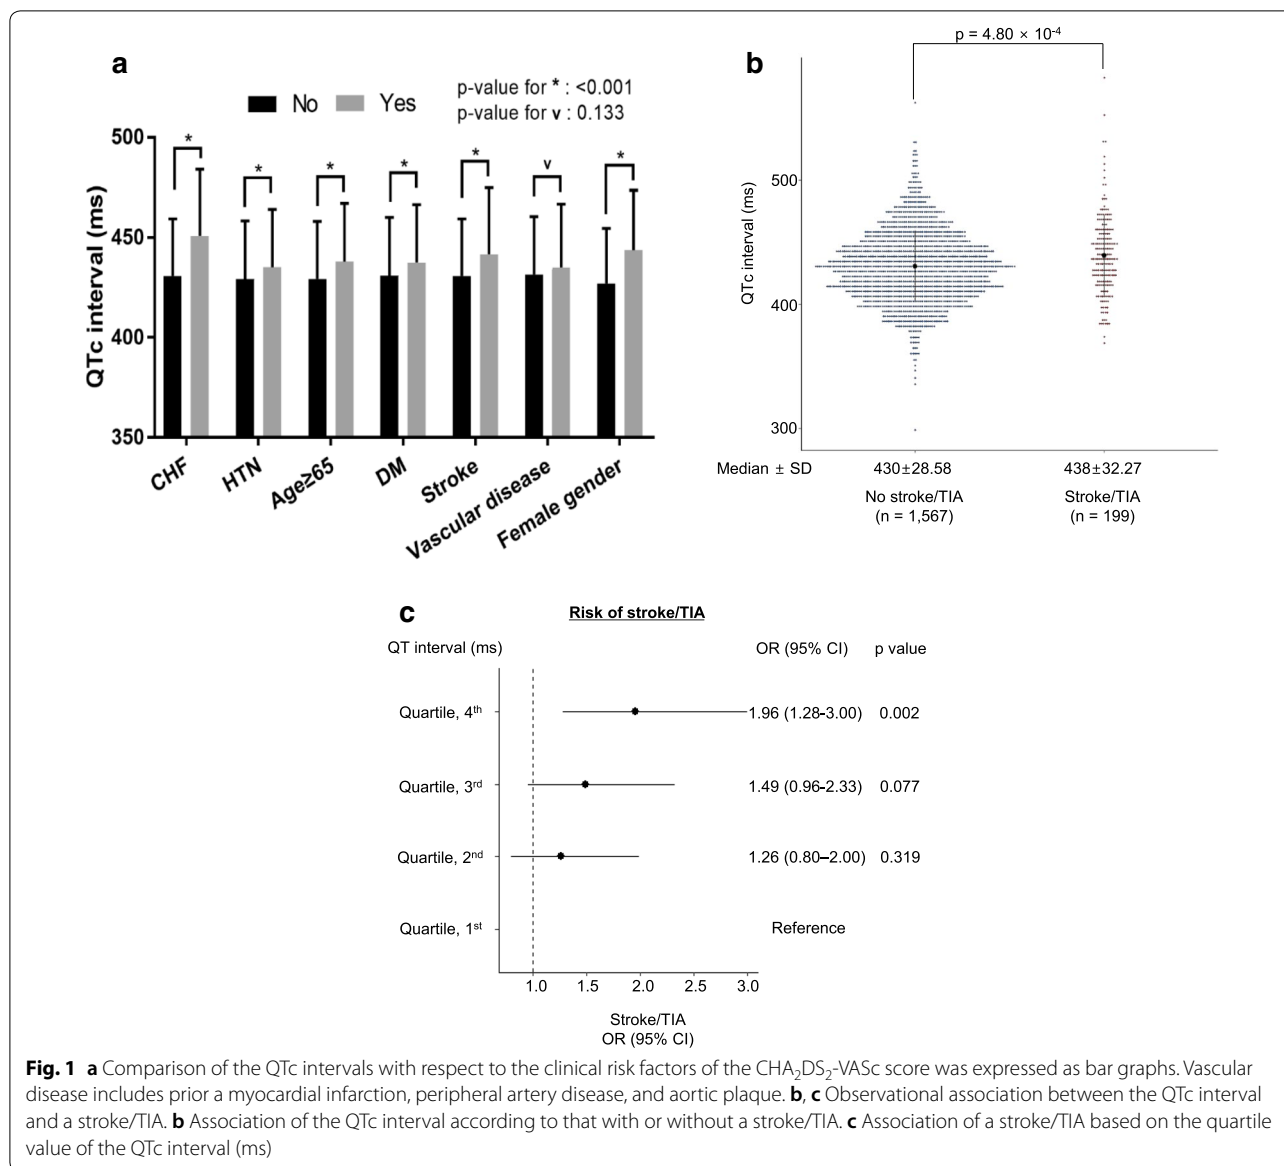 a
No Yes
p-value for * : <0.001
p-value for v : 0.133
QTc interval (ms)
500
450
400
350
* * * * * v *
CHF HTN Age≥65 DM Stroke Vascular disease Female gender
b
p = 4.80 × 10-4
QTc interval (ms)
500
400
300
Median ± SD 430±28.58 438±32.27
No stroke/TIA Stroke/TIA
(n = 1,567) (n = 199)
c
Risk of stroke/TIA
QT interval (ms) OR (95% CI) p value
Quartile, 4th 1.96 (1.28-3.00) 0.002
Quartile, 3rd 1.49 (0.96-2.33) 0.077
Quartile, 2nd 1.26 (0.80–2.00) 0.319
Quartile, 1st Reference
1.0 1.5 2.0 2.5 3.0
Stroke/TIA
OR (95% CI)
Fig. 1 a Comparison of the QTc intervals with respect to the clinical risk factors of the CHA2DS2-VASc score was expressed as bar graphs. Vascular
disease includes prior a myocardial infarction, peripheral artery disease, and aortic plaque. b, c Observational association between the QTc interval
and a stroke/TIA. b Association of the QTc interval according to that with or without a stroke/TIA. c Association of a stroke/TIA based on the quartile
value of the QTc interval (ms)